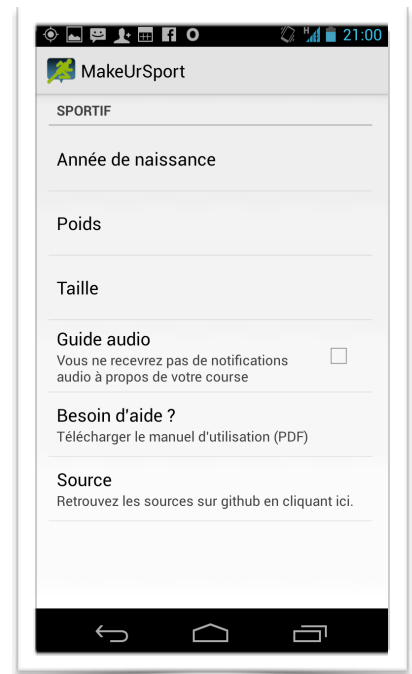 H 21:00
MakeUrSport
SPORTIF
Année de naissance
Poids
Taille
Guide audio
Vous ne recevrez pas de notifications
audio à propos de votre course
Besoin d'aide ?
Télécharger le manuel d'utilisation (PDF)
Source
Retrouvez les sources sur github en cliquant ici.